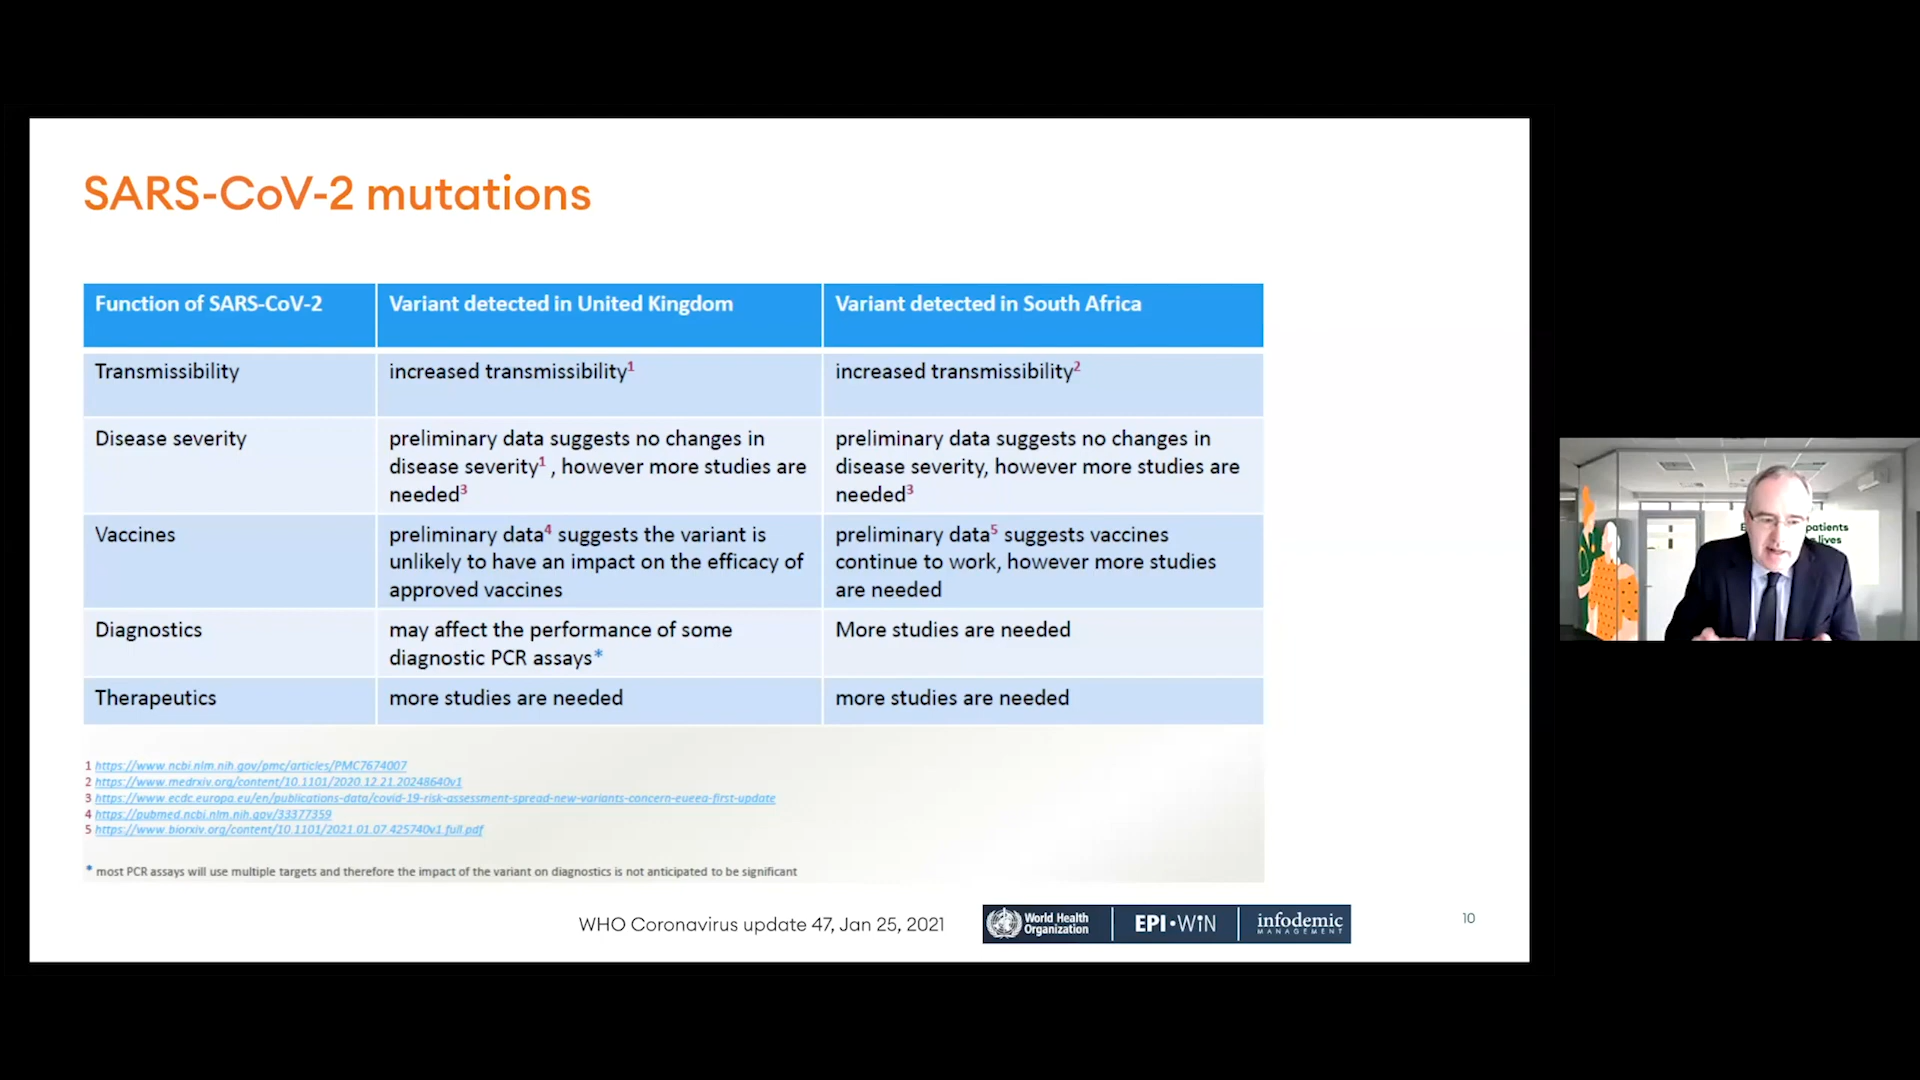 SARS-CoV-2 mutations
Function of SARS-CoV-2
Variant detected in United Kingdom
Variant detected in South Africa
Transmissibility
increased transmissibility1
increased transmissibility2
Disease severity
preliminary data suggests no changes in
disease severity1 , however more studies are
needed3
preliminary data suggests no changes in
disease severity, however more studies are
needed3
Vaccines
preliminary data4 suggests the variant is
unlikely to have an impact on the efficacy of
approved vaccines
preliminary data5 suggests vaccines
continue to work, however more studies
are needed
Diagnostics
may affect the performance of some
diagnostic PCR assays*
More studies are needed
Therapeutics
more studies are needed
more studies are needed
1 https://www.ncbi.nlm.nih.gov/pmc/articles/PMC7674007
2 https://www.medrxiv.org/content/10.1101/2020.12.21.20248640v1
3 https://www.ecdc.europa.eu/en/publications-data/covid-19-risk-assessment-spread-new-variants-concern-eueea-first-update
4 https://pubmed.ncbi.nlm.nih.gov/33377359
5 https://www.biorxiv.org/content/10.1101/2021.01.07.425740v1.full.pdf
* most PCR assays will use multiple targets and therefore the impact of the variant on diagnostics is not anticipated to be significant
WHO Coronavirus update 47, Jan 25, 2021
World Health
Organization
EPI•WiN
infodemic
MANAGEMENT
10
patients
lives